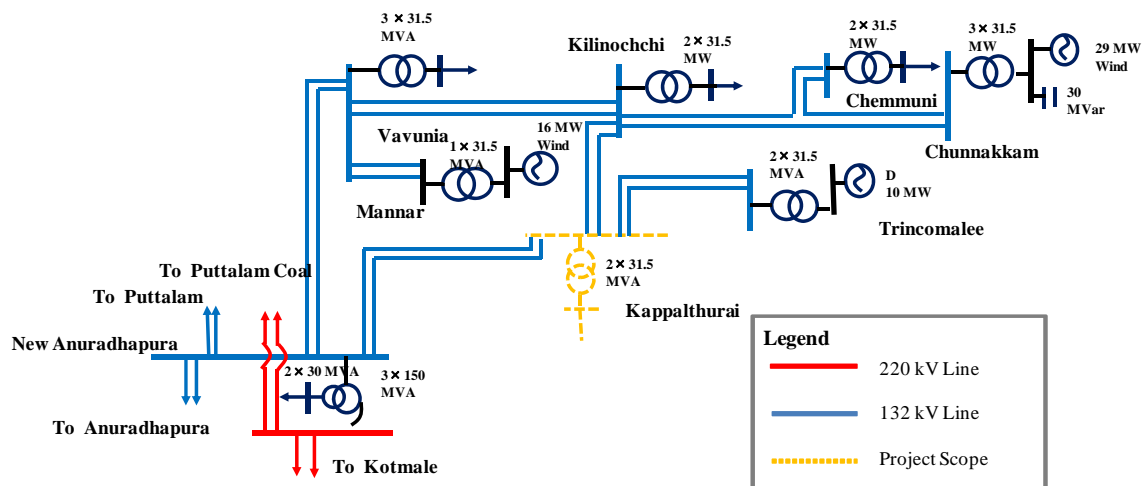 3 × 31.5
MVA
Kilinochchi
2 × 31.5
MW
2 × 31.5
MW
3 × 31.5
MW
29 MW
Wind
30
MVar
Chemmuni
Chunnakkam
Vavunia
16 MW
Wind
1 × 31.5
MVA
Mannar
2 × 31.5
MVA
D
10 MW
Trincomalee
2 × 31.5
MVA
Kappalthurai
To Puttalam Coal
To Puttalam
New Anuradhapura
2 × 30 MVA
3 × 150
MVA
To Anuradhapura
To Kotmale
Legend
220 kV Line
132 kV Line
Project Scope